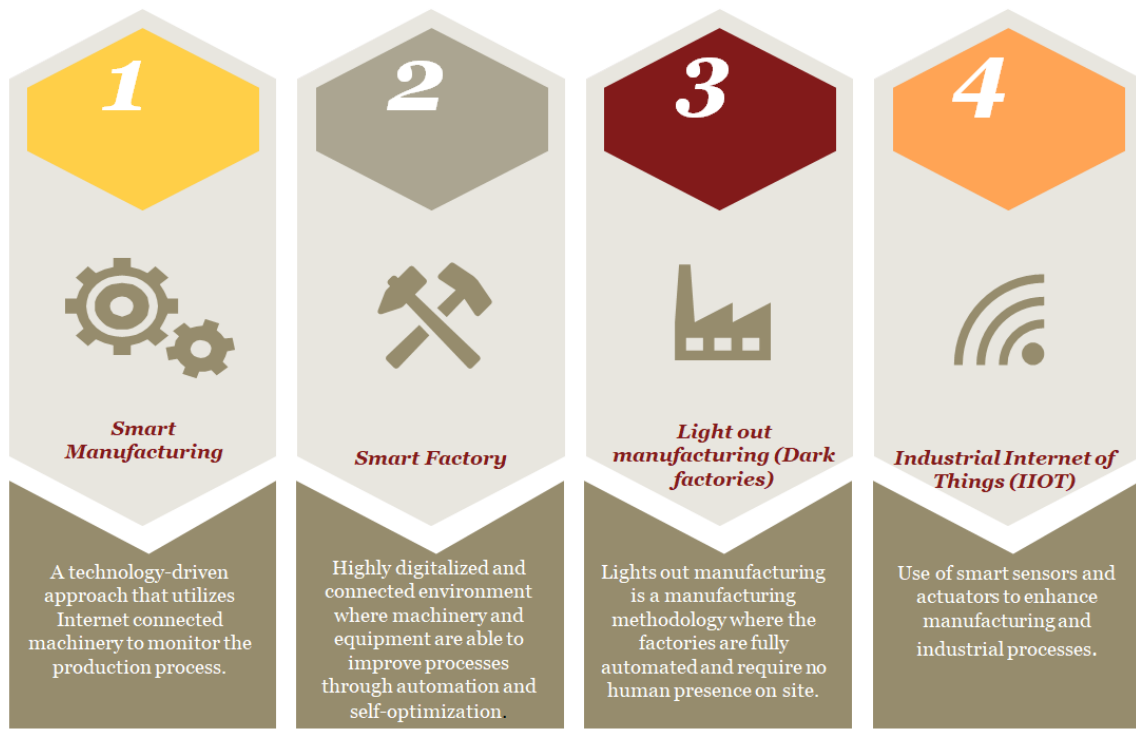 1
Smart
Manufacturing
A technology-driven
approach that utilizes
Internet connected
machinery to monitor the
production process.
2
Smart Factory
Highly digitalized and
connected environment
where machinery and
equipment are able to
improve processes
through automation and
self-optimization.
3
Light out
manufacturing (Dark
factories)
Lights out manufacturing
is a manufacturing
methodology where the
factories are fully
automated and require no
human presence on site.
4
Industrial Internet of
Things (IIOT)
Use of smart sensors and
actuators to enhance
manufacturing and
industrial processes.